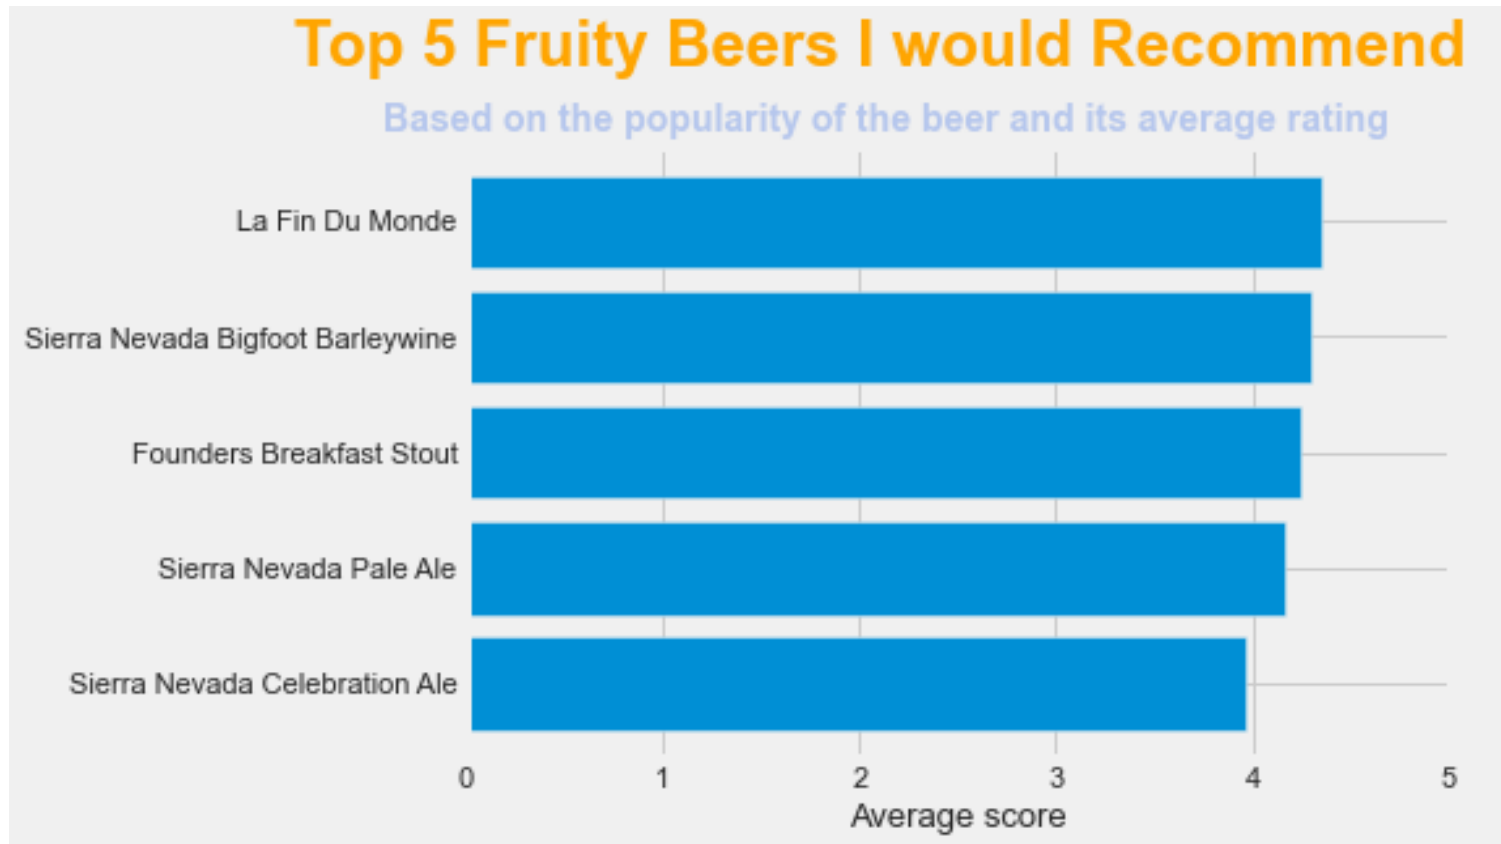 Top 5 Fruity Beers I would Recommend
Based on the popularity of the beer and its average rating
La Fin Du Monde
Sierra Nevada Bigfoot Barleywine
Founders Breakfast Stout
Sierra Nevada Pale Ale
Sierra Nevada Celebration Ale
0 1 2 3 4 5
Average score